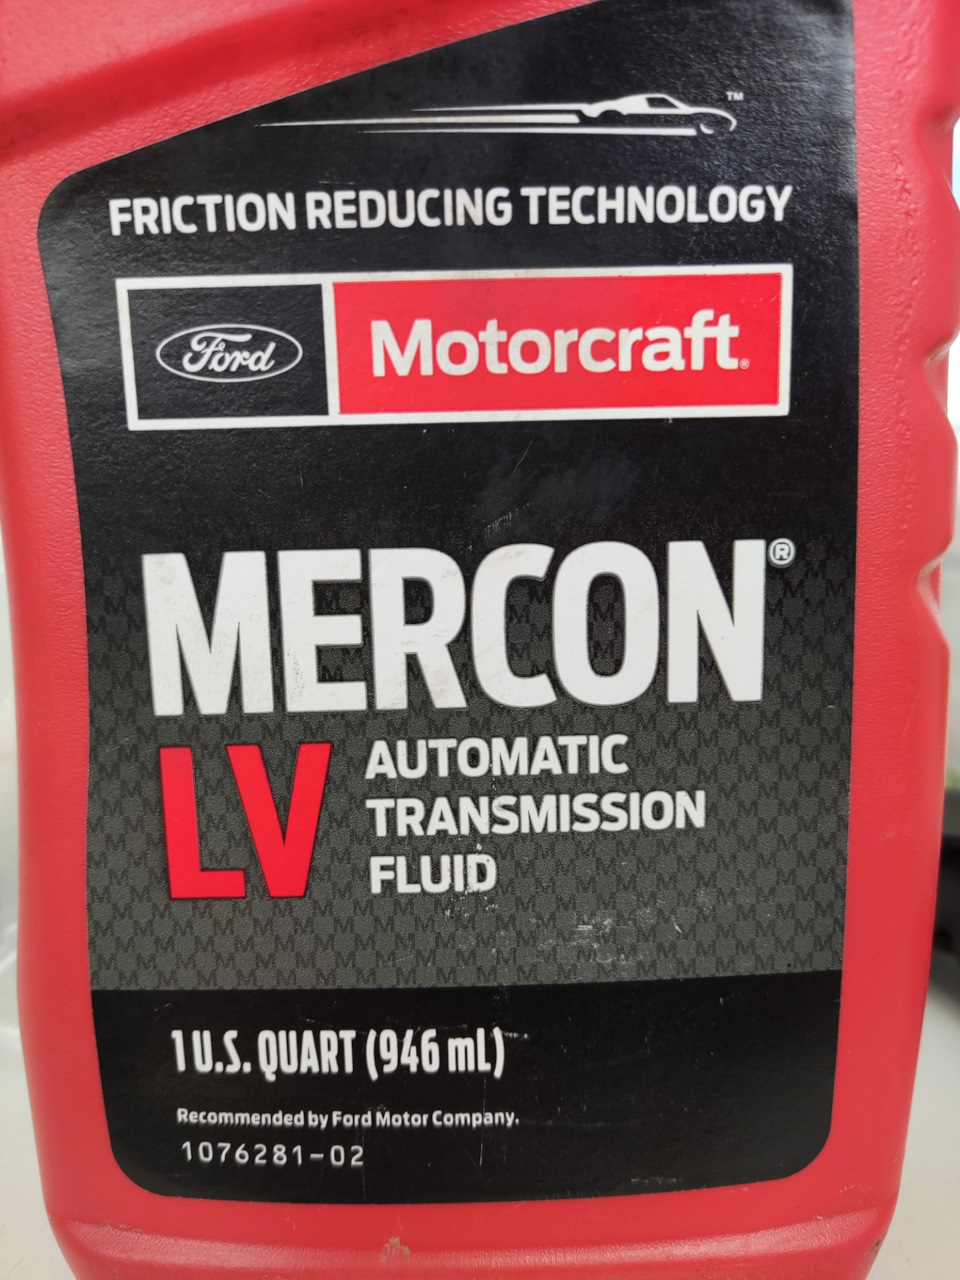 ™
FRICTION REDUCING TECHNOLOGY
Ford Motorcraft®
MERCON®
LV AUTOMATIC
TRANSMISSION
FLUID
1 U.S. QUART (946 mL)
Recommended by Ford Motor Company.
1076281-02